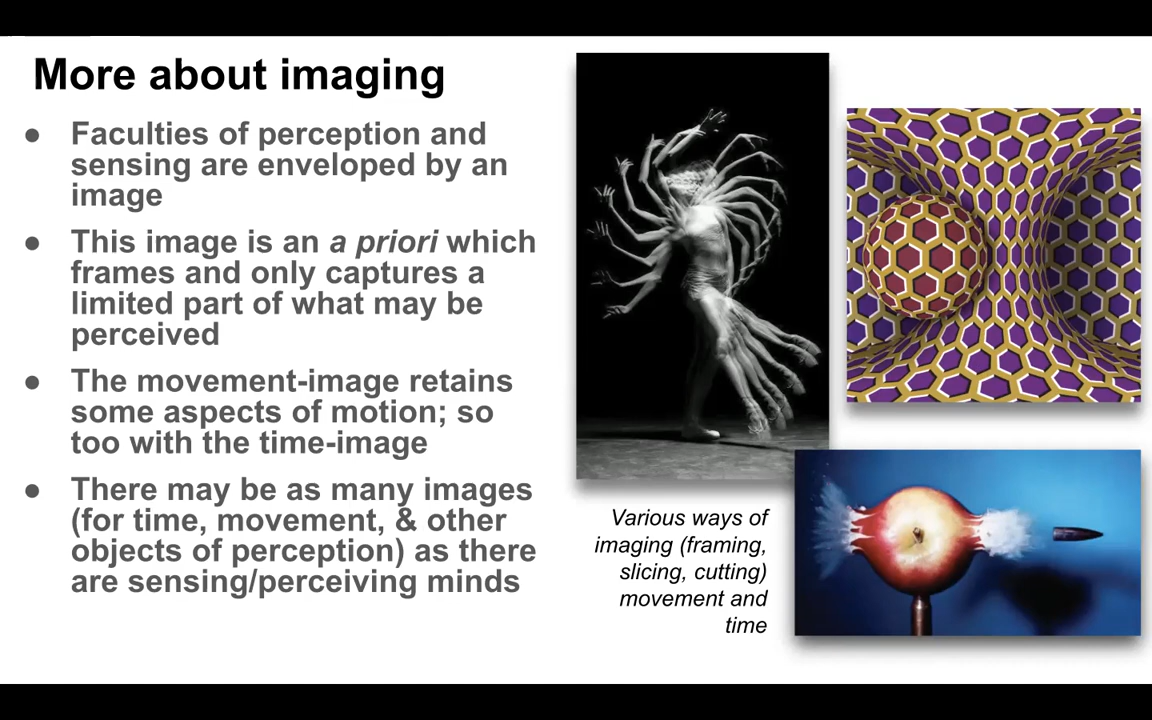 More about imaging
● Faculties of perception and
sensing are enveloped by an
image
● This image is an a priori which
frames and only captures a
limited part of what may be
perceived
● The movement-image retains
some aspects of motion; so
too with the time-image
● There may be as many images
(for time, movement, & other
objects of perception) as there
are sensing/perceiving minds
Various ways of
imaging (framing,
slicing, cutting)
movement and
time